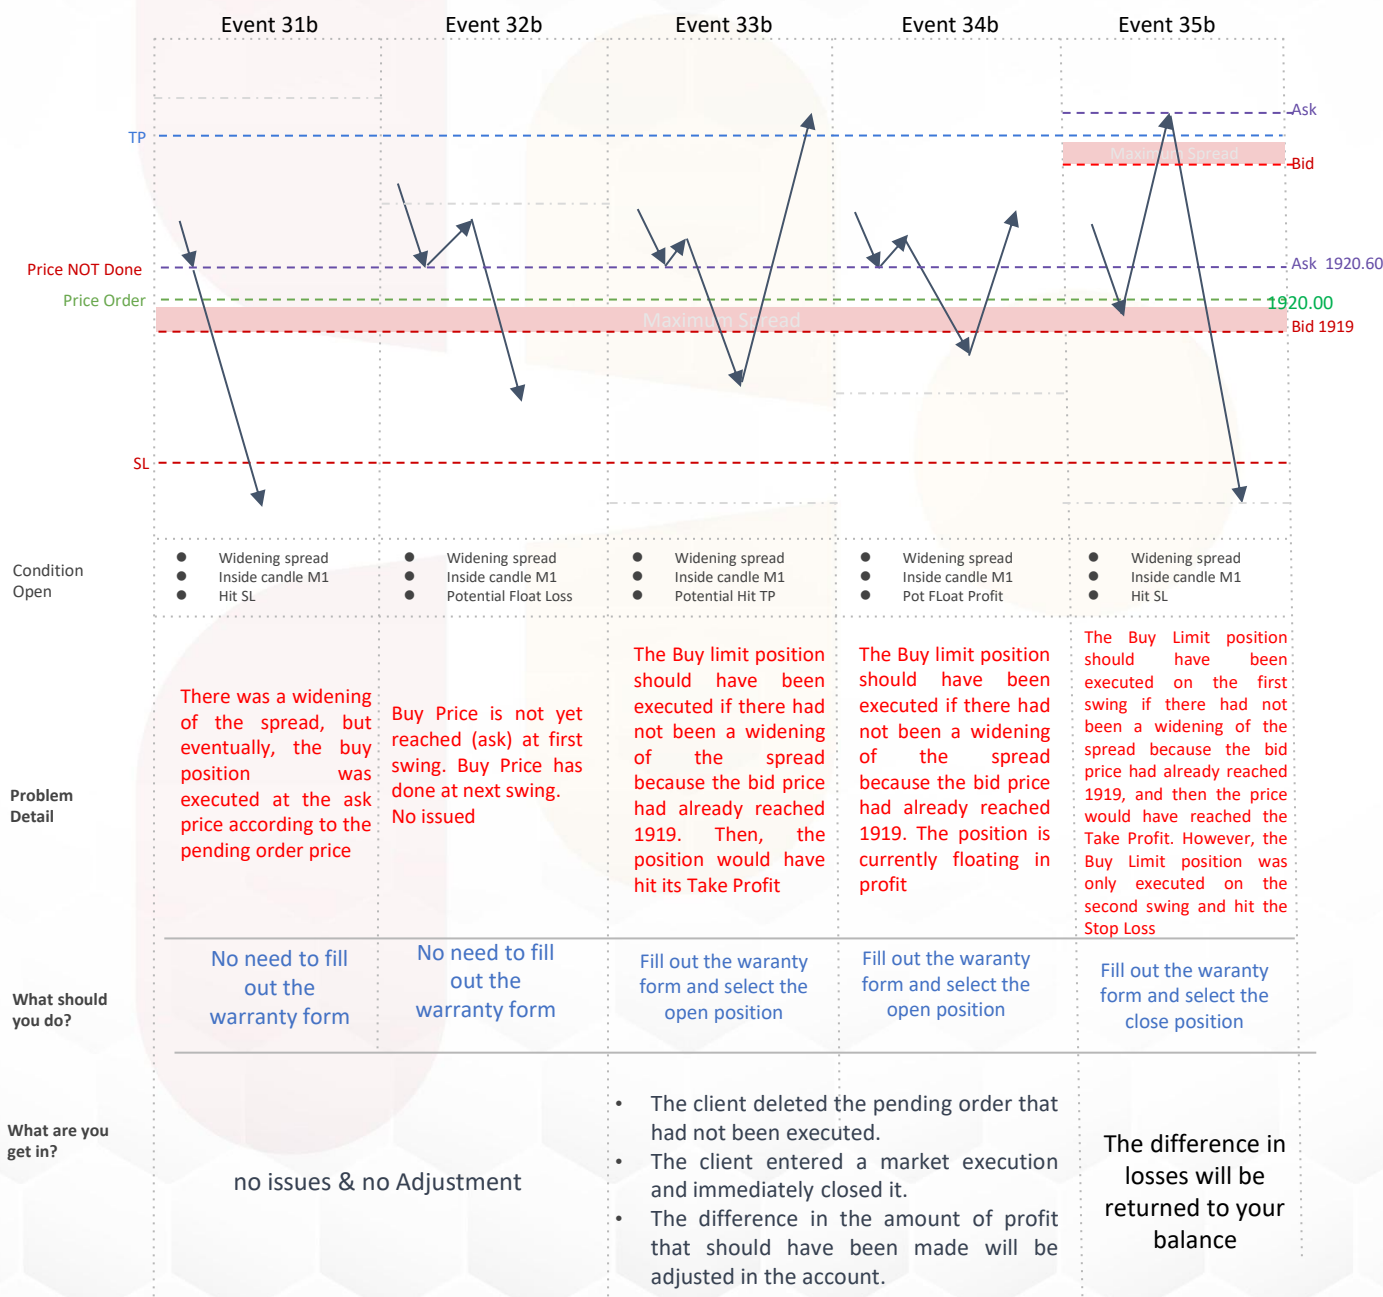 Event 31b
Event 32b
Event 33b
Event 34b
Event 35b
Ask
TP
Maximum Spread
Bid
Price NOT Done
Ask 1920.60
Price Order
1920.00
Maximum Spread
Bid 1919
SL
Condition
Open
● Widening spread
● Inside candle M1
● Hit SL
● Widening spread
● Inside candle M1
● Potential Float Loss
● Widening spread
● Inside candle M1
● Potential Hit TP
● Widening spread
● Inside candle M1
● Pot FLoat Profit
● Widening spread
● Inside candle M1
● Hit SL
Problem
Detail
There was a widening
of the spread, but
eventually, the buy
position was
executed at the ask
price according to the
pending order price
Buy Price is not yet
reached (ask) at first
swing. Buy Price has
done at next swing.
No issued
The Buy limit position
should have been
executed if there had
not been a widening
of the spread
because the bid price
had already reached
1919. Then, the
position would have
hit its Take Profit
The Buy limit position
should have been
executed if there had
not been a widening
of the spread
because the bid price
had already reached
1919. The position is
currently floating in
profit
The Buy Limit position
should have been
executed on the first
swing if there had not
been a widening of the
spread because the bid
price had already reached
1919, and then the price
would have reached the
Take Profit. However, the
Buy Limit position was
only executed on the
second swing and hit the
Stop Loss
What should
you do?
No need to fill
out the
warranty form
No need to fill
out the
warranty form
Fill out the waranty
form and select the
open position
Fill out the waranty
form and select the
open position
Fill out the waranty
form and select the
close position
What are you
get in?
no issues & no Adjustment
• The client deleted the pending order that
had not been executed.
• The client entered a market execution
and immediately closed it.
• The difference in the amount of profit
that should have been made will be
adjusted in the account.
The difference in
losses will be
returned to your
balance